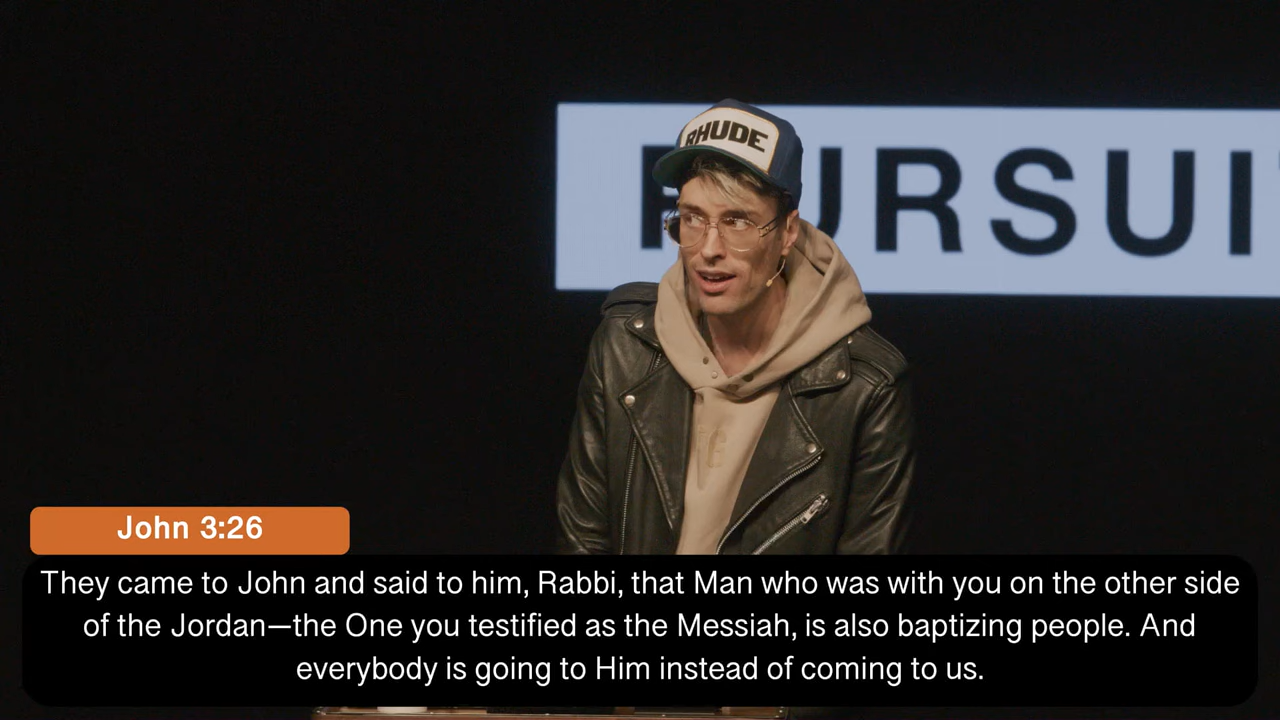 RHUDE
PURSUI
John 3:26
They came to John and said to him, Rabbi, that Man who was with you on the other side
of the Jordan—the One you testified as the Messiah, is also baptizing people. And
everybody is going to Him instead of coming to us.